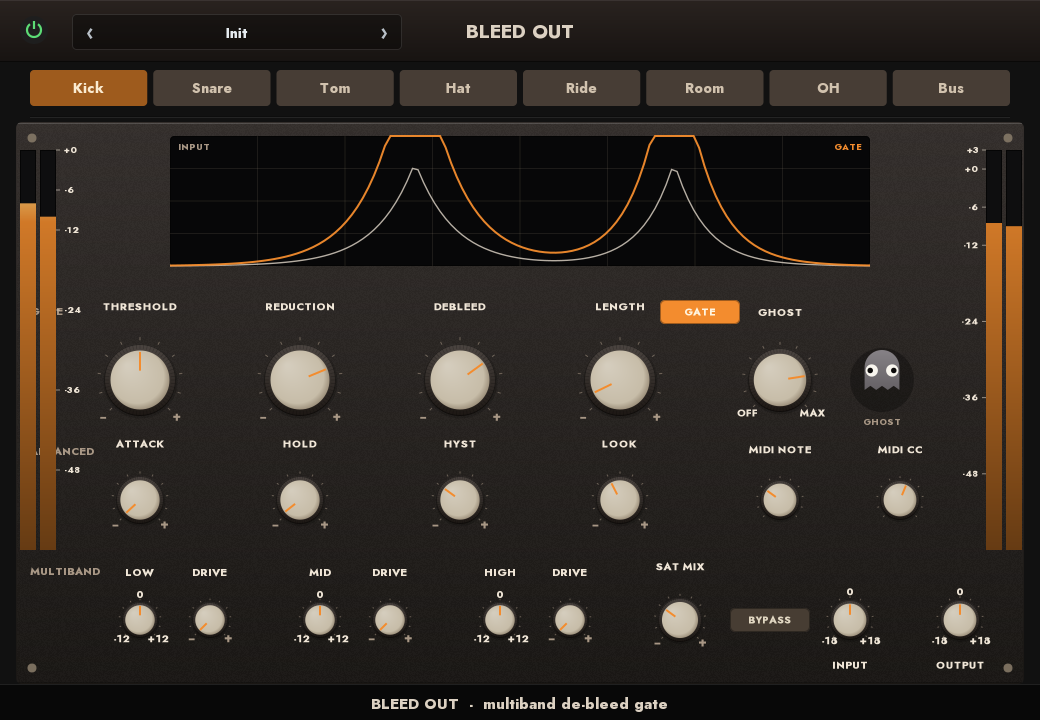 Init
BLEED OUT
Kick Snare Tom Hat Ride Room OH Bus
INPUT GATE
+0 -6 -12 -24 -36 -48
+3 +0 -6 -12 -24 -36 -48
THRESHOLD REDUCTION DEBLEED LENGTH GATE GHOST
- + - + - + - + OFF MAX
GHOST
ATTACK HOLD HYST LOOK MIDI NOTE MIDI CC
- + - + - + - +
MULTIBAND LOW DRIVE MID DRIVE HIGH DRIVE SAT MIX
0 0 0 0 0
-12 +12 - + -12 +12 - + -12 +12 - + - + BYPASS -18 +18 -18 +18
INPUT OUTPUT
BLEED OUT - multiband de-bleed gate